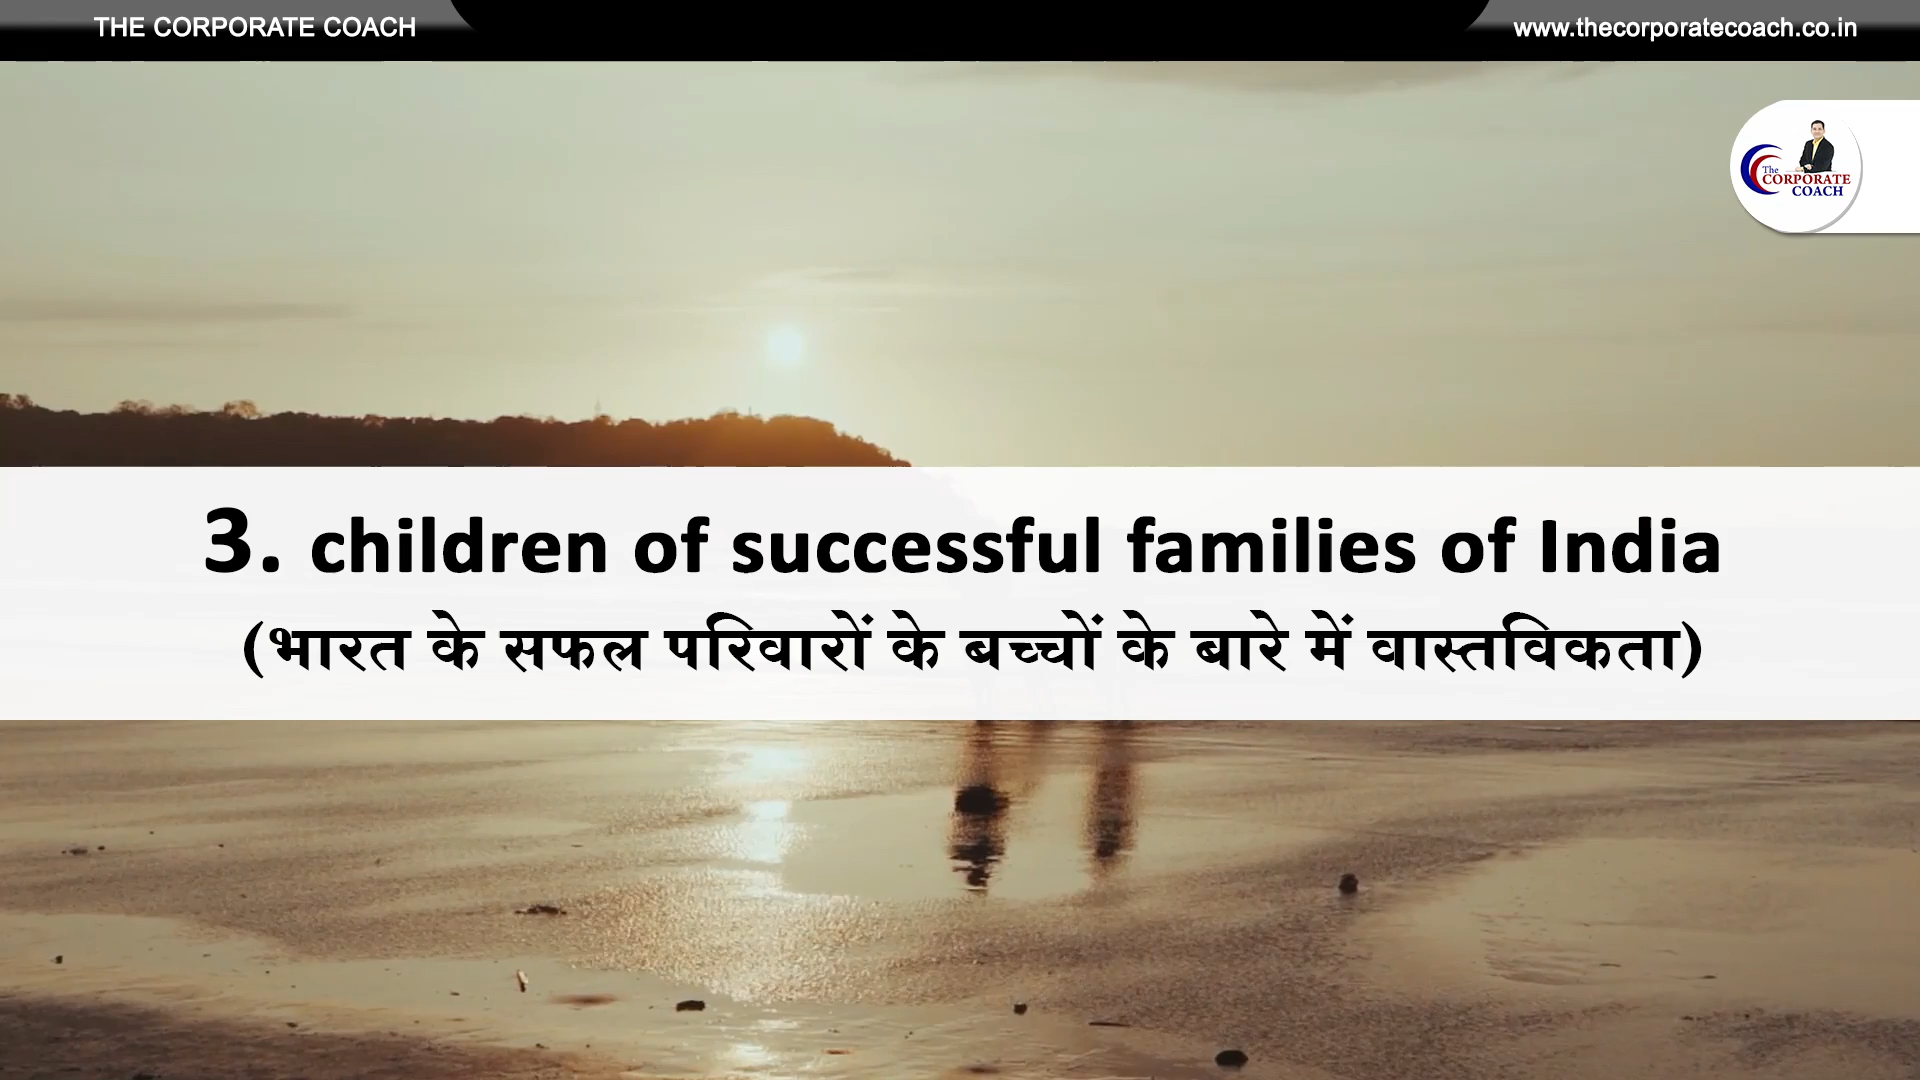 THE CORPORATE COACH
www.thecorporatecoach.co.in
The
CORPORATE
COACH
3. children of successful families of India
(भारत के सफल परिवारों के बच्चों के बारे में वास्तविकता)